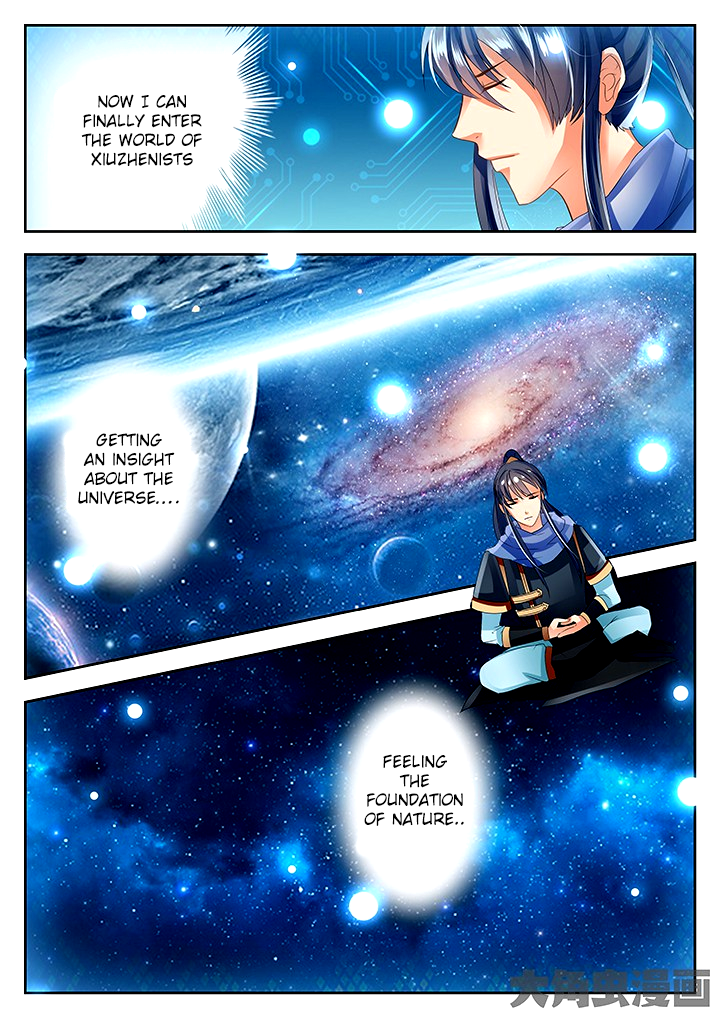 NOW I CAN
FINALLY ENTER
THE WORLD OF
XIUZHENISTS
GETTING
AN INSIGHT
ABOUT THE
UNIVERSE....
FEELING
THE
FOUNDATION
OF NATURE..
大角虫漫画